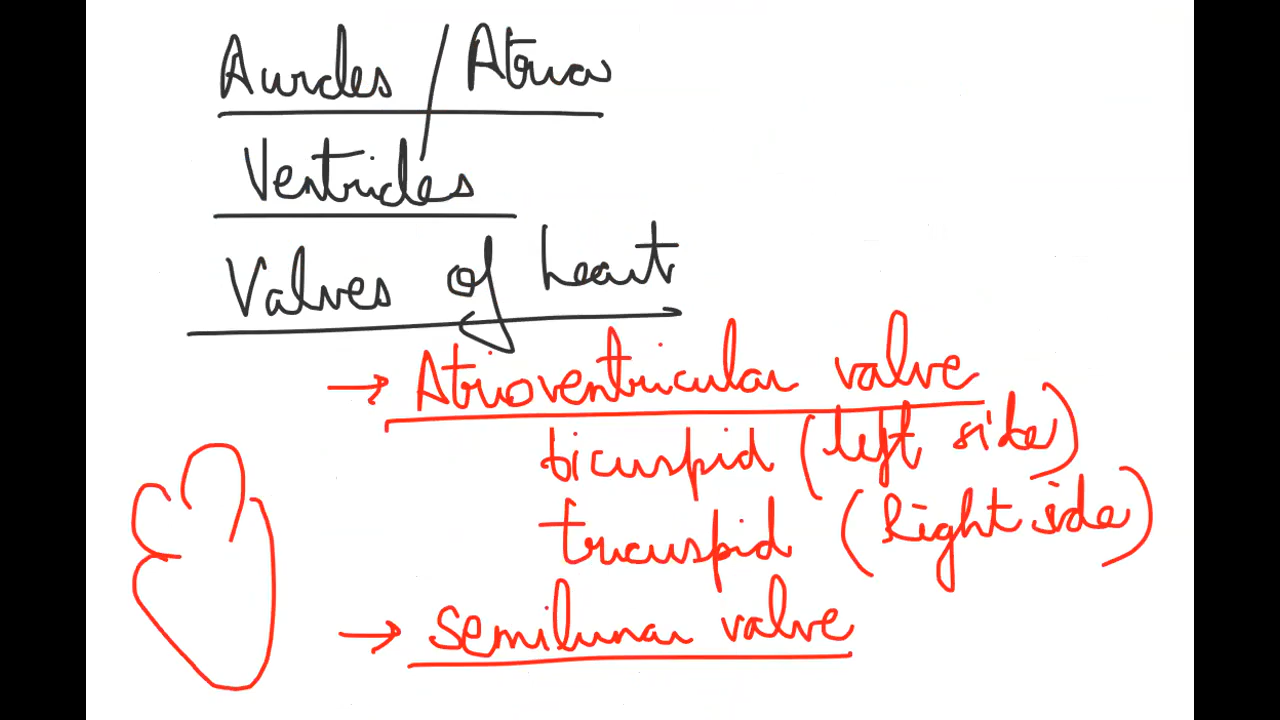 Auricles / Atria
Ventricles
Valves of heart
→ Atrioventricular valve
bicuspid (left side)
tricuspid (Right side)
→ Semilunar valve